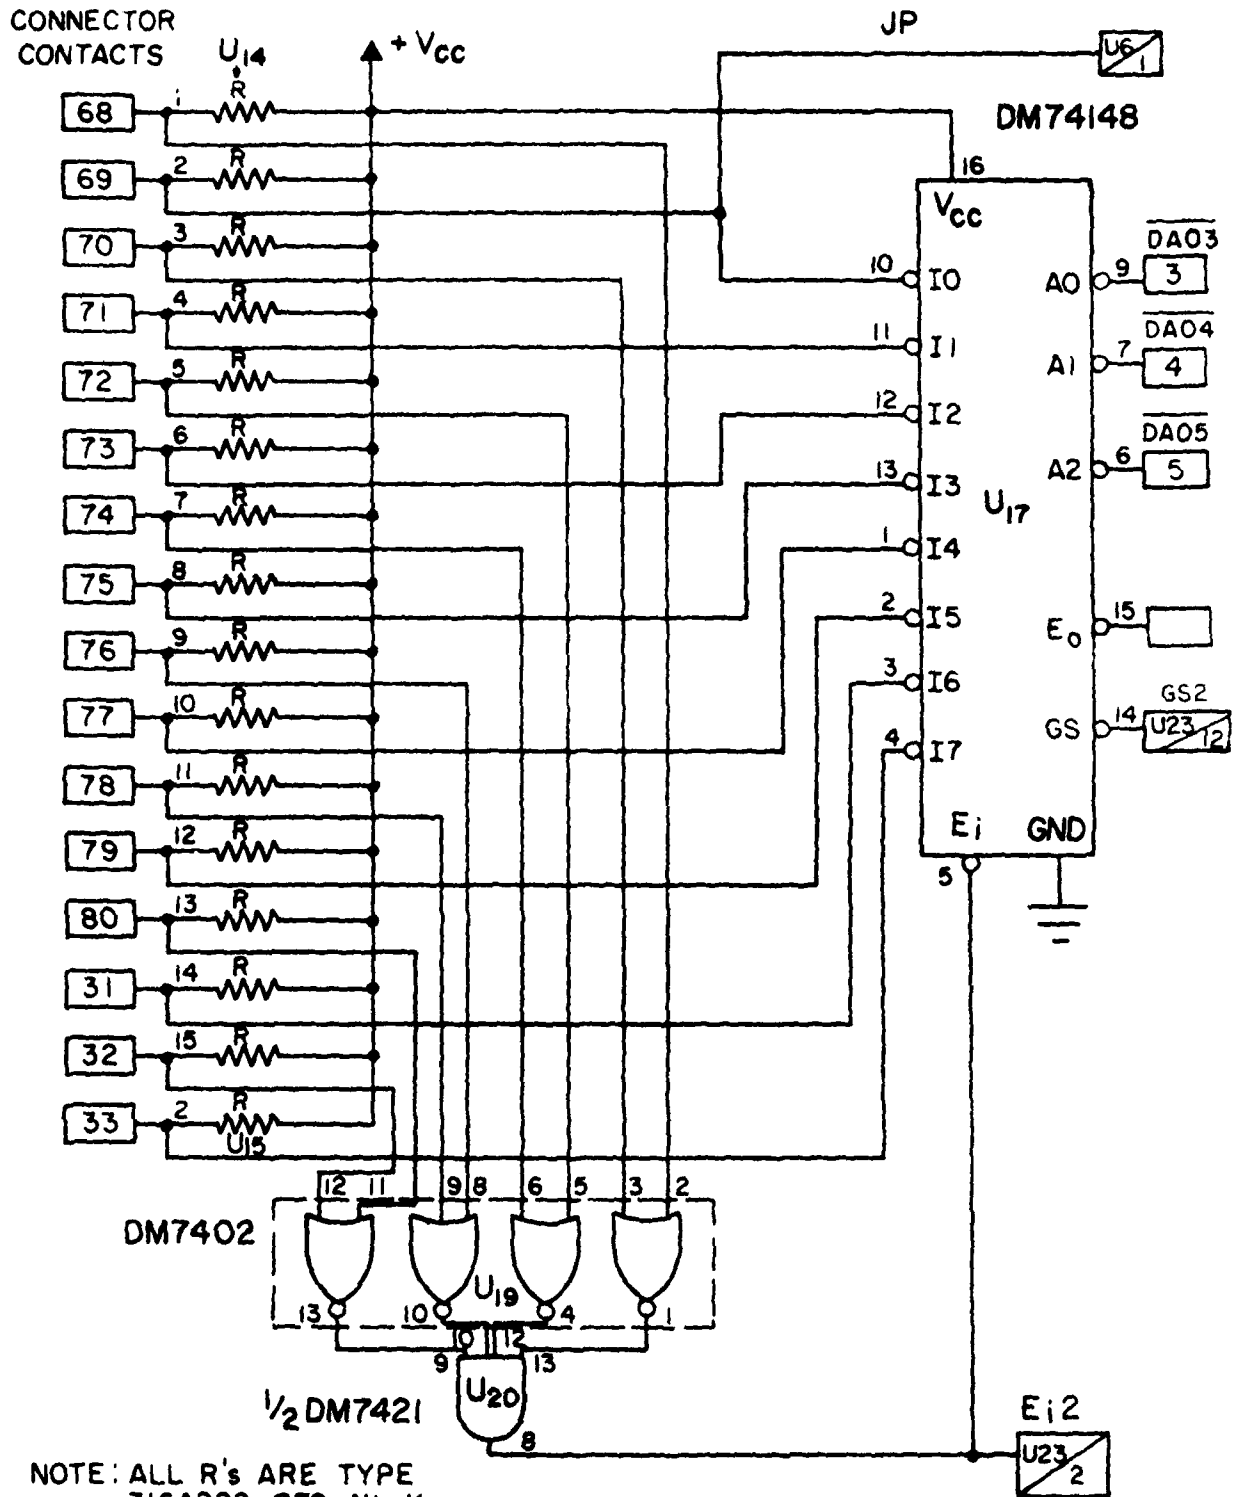 CONNECTOR
CONTACTS
U14
+ VCC
JP
U6/1
DM74148
68 1 R
69 2 R
70 3 R
71 4 R
72 5 R
73 6 R
74 7 R
75 8 R
76 9 R
77 10 R
78 11 R
79 12 R
80 13 R
31 14 R
32 15 R
33 2 R
U15
16
VCC
10 I0
11 I1
12 I2
13 I3
1 I4
2 I5
3 I6
4 I7
U17
A0 9 DA03 3
A1 7 DA04 4
A2 6 DA05 5
E0 15
GS 14 GS2 U23/12
Ei GND
5
12 11 9 8 6 5 3 2
DM7402
U19
13 10 4 1
9 10 12 13
U20
1/2 DM7421
8
Ei2
U23/2
NOTE: ALL R's ARE TYPE